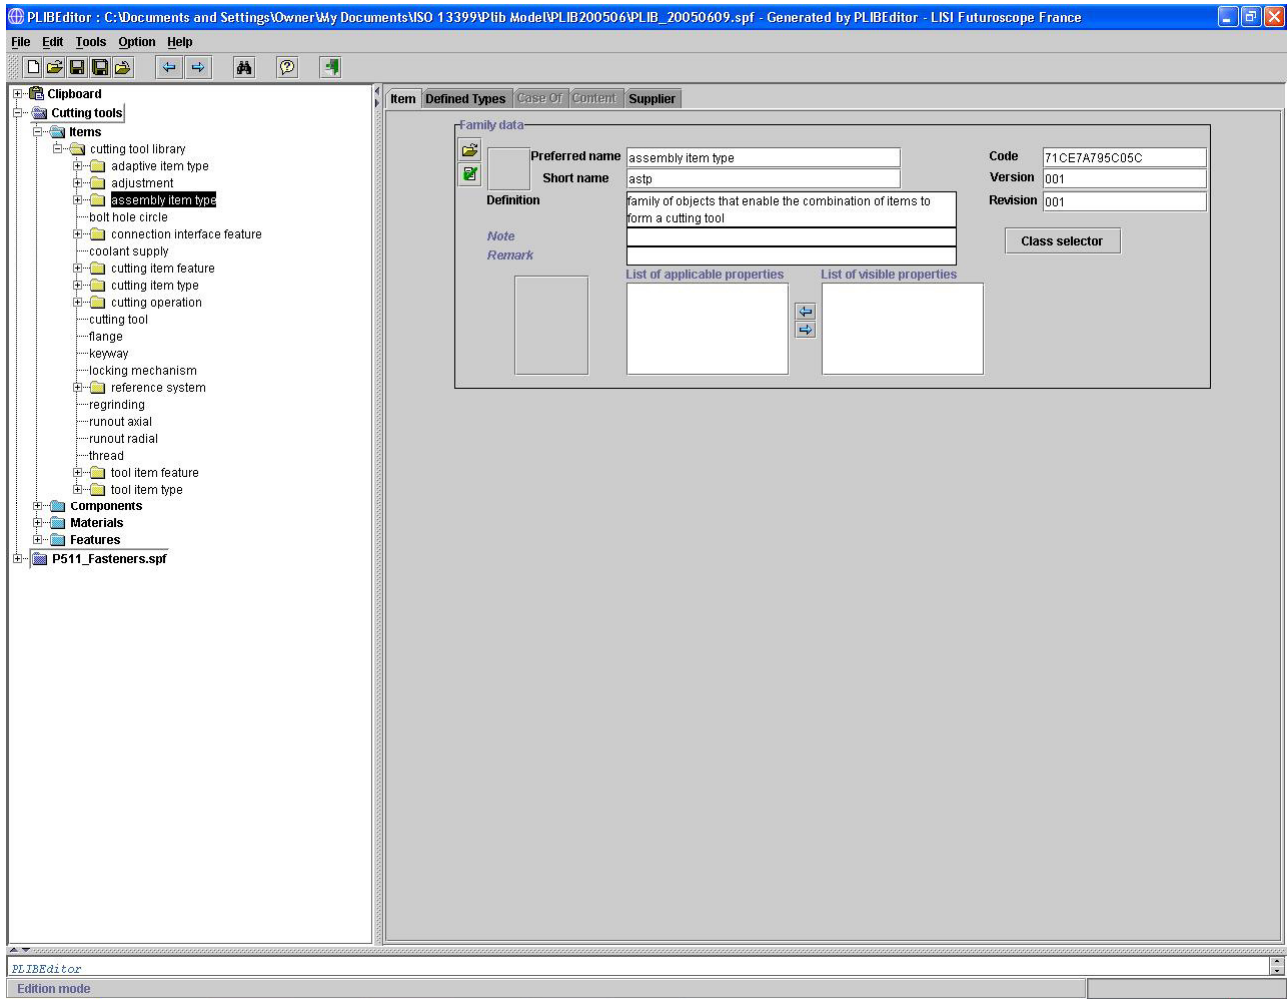 PLIBEditor : C:\Documents and Settings\Owner\My Documents\ISO 13399\Plib Model\PLIB200506\PLIB_20050609.spf - Generated by PLIBEditor - LISI Futuroscope France
File Edit Tools Option Help
Clipboard
Cutting tools
Items
cutting tool library
adaptive item type
adjustment
assembly item type
bolt hole circle
connection interface feature
coolant supply
cutting item feature
cutting item type
cutting operation
cutting tool
flange
keyway
locking mechanism
reference system
regrinding
runout axial
runout radial
thread
tool item feature
tool item type
Components
Materials
Features
P511_Fasteners.spf
Item Defined Types Case Of Content Supplier
Family data
Preferred name assembly item type Code 71CE7A795C05C
Short name astp Version 001
Definition family of objects that enable the combination of items to Revision 001
form a cutting tool
Note
Class selector
Remark
List of applicable properties List of visible properties
PLIBEditor
Edition mode